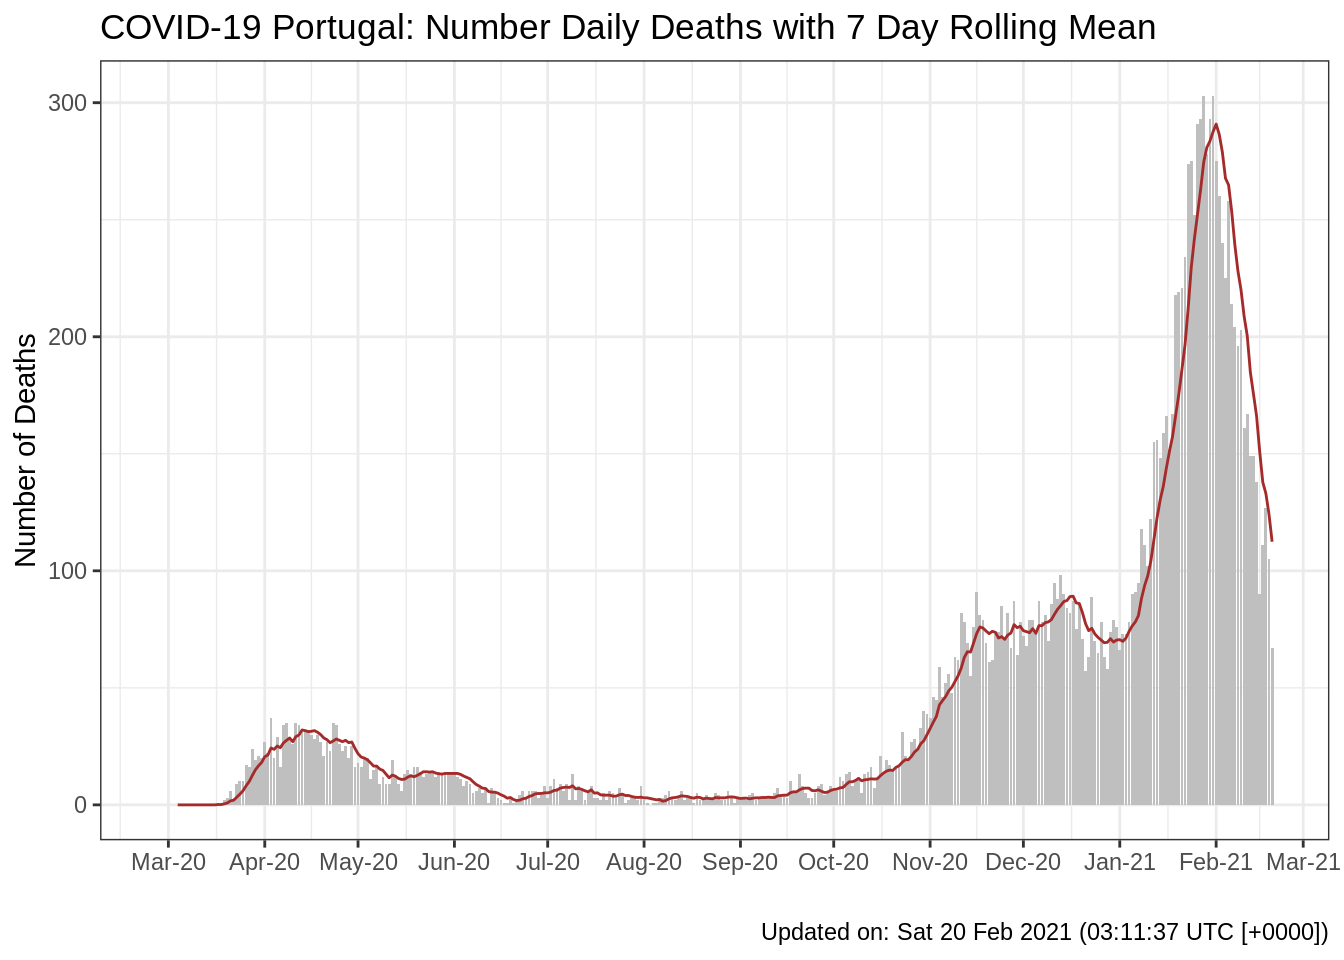 COVID-19 Portugal: Number Daily Deaths with 7 Day Rolling Mean
Number of Deaths
300
200
100
0
Mar-20 Apr-20 May-20 Jun-20 Jul-20 Aug-20 Sep-20 Oct-20 Nov-20 Dec-20 Jan-21 Feb-21 Mar-21
Updated on: Sat 20 Feb 2021 (03:11:37 UTC [+0000])